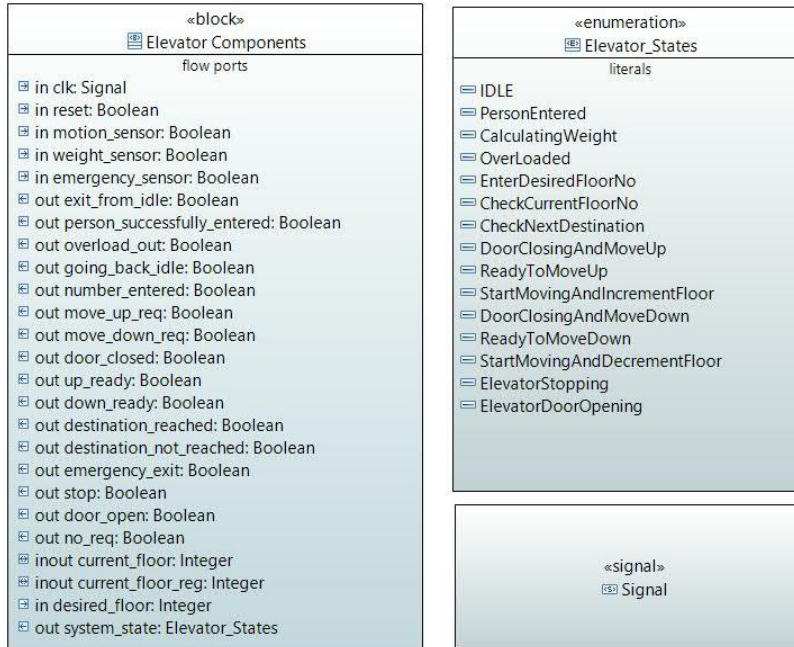 «block»
Elevator Components
flow ports
in clk: Signal
in reset: Boolean
in motion_sensor: Boolean
in weight_sensor: Boolean
in emergency_sensor: Boolean
out exit_from_idle: Boolean
out person_successfully_entered: Boolean
out overload_out: Boolean
out going_back_idle: Boolean
out number_entered: Boolean
out move_up_req: Boolean
out move_down_req: Boolean
out door_closed: Boolean
out up_ready: Boolean
out down_ready: Boolean
out destination_reached: Boolean
out destination_not_reached: Boolean
out emergency_exit: Boolean
out stop: Boolean
out door_open: Boolean
out no_req: Boolean
inout current_floor: Integer
inout current_floor_reg: Integer
in desired_floor: Integer
out system_state: Elevator_States
«enumeration»
Elevator_States
literals
IDLE
PersonEntered
CalculatingWeight
OverLoaded
EnterDesiredFloorNo
CheckCurrentFloorNo
CheckNextDestination
DoorClosingAndMoveUp
ReadyToMoveUp
StartMovingAndIncrementFloor
DoorClosingAndMoveDown
ReadyToMoveDown
StartMovingAndDecrementFloor
ElevatorStopping
ElevatorDoorOpening
«signal»
Signal